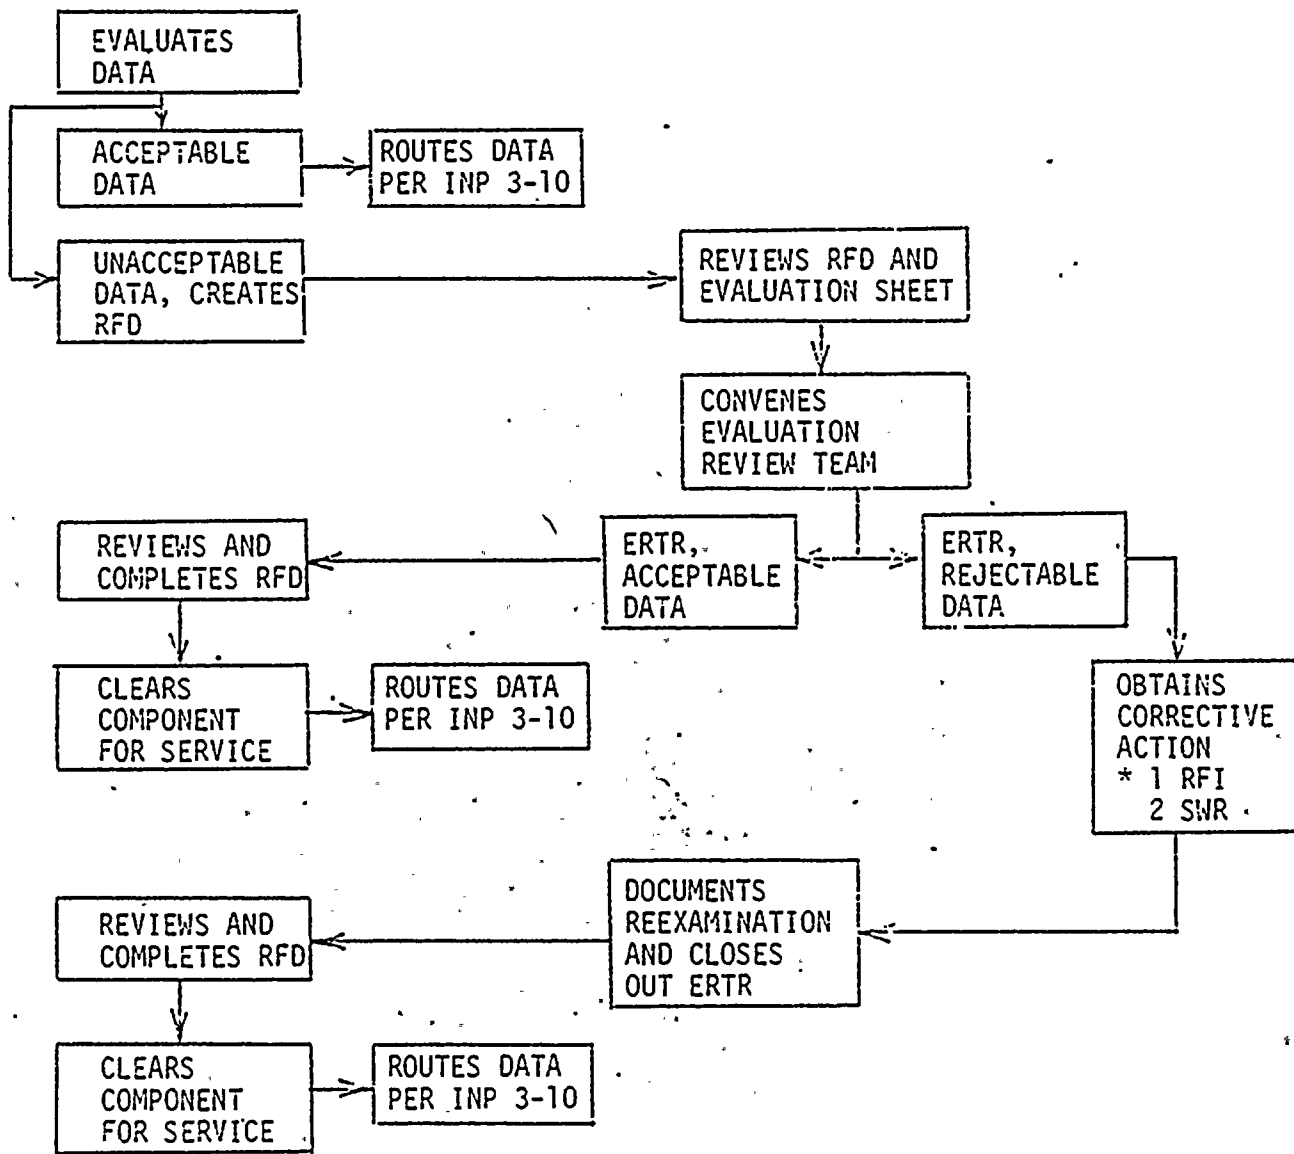 EVALUATES
DATA
ACCEPTABLE
DATA
ROUTES DATA
PER INP 3-10
UNACCEPTABLE
DATA, CREATES
RFD
REVIEWS RFD AND
EVALUATION SHEET
CONVENES
EVALUATION
REVIEW TEAM
REVIEWS AND
COMPLETES RFD
ERTR,
ACCEPTABLE
DATA
ERTR,
REJECTABLE
DATA
CLEARS
COMPONENT
FOR SERVICE
ROUTES DATA
PER INP 3-10
OBTAINS
CORRECTIVE
ACTION
* 1 RFI
2 SWR
DOCUMENTS
REEXAMINATION
AND CLOSES
OUT ERTR
REVIEWS AND
COMPLETES RFD
CLEARS
COMPONENT
FOR SERVICE
ROUTES DATA
PER INP 3-10